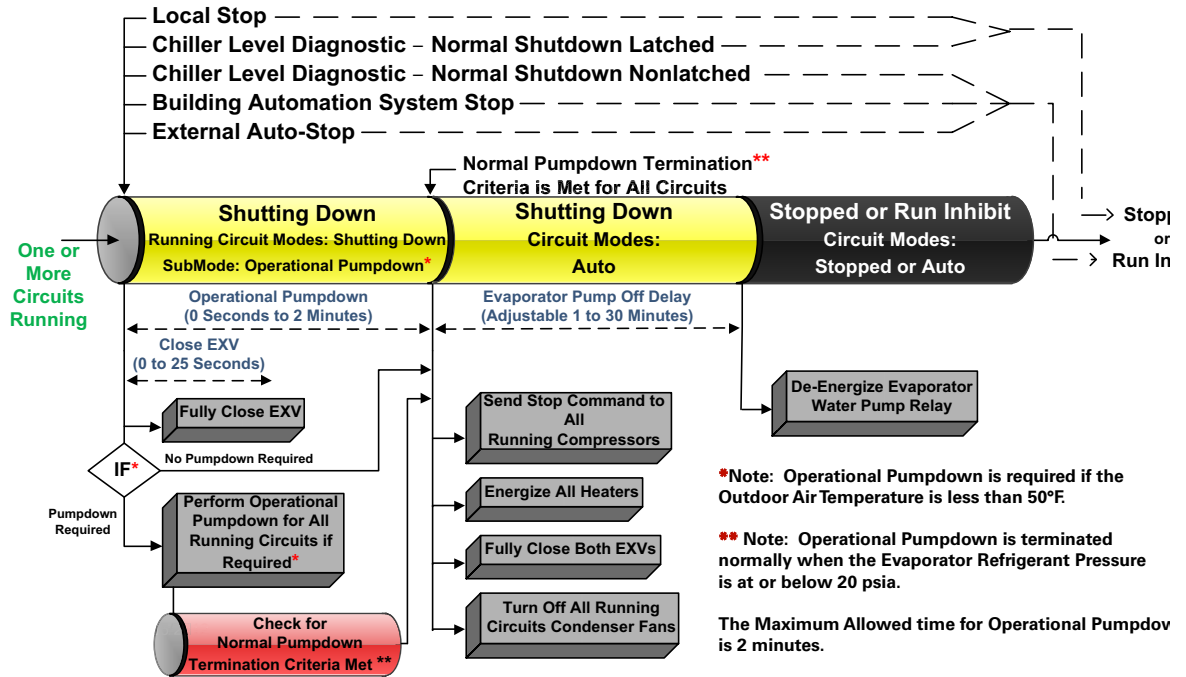 Local Stop
Chiller Level Diagnostic – Normal Shutdown Latched
Chiller Level Diagnostic – Normal Shutdown Nonlatched
Building Automation System Stop
External Auto-Stop
Normal Pumpdown Termination**
Criteria is Met for All Circuits
One or
More
Circuits
Running
Shutting Down
Running Circuit Modes: Shutting Down
SubMode: Operational Pumpdown*
Shutting Down
Circuit Modes:
Auto
Stopped or Run Inhibit
Circuit Modes:
Stopped or Auto
or
Operational Pumpdown
(0 Seconds to 2 Minutes)
Evaporator Pump Off Delay
(Adjustable 1 to 30 Minutes)
Close EXV
(0 to 25 Seconds)
Fully Close EXV
IF*
No Pumpdown Required
Pumpdown
Required
Perform Operational
Pumpdown for All
Running Circuits if
Required*
Check for
Normal Pumpdown
Termination Criteria Met **
Send Stop Command to
All
Running Compressors
Energize All Heaters
Fully Close Both EXVs
Turn Off All Running
Circuits Condenser Fans
De-Energize Evaporator
Water Pump Relay
*Note: Operational Pumpdown is required if the
Outdoor Air Temperature is less than 50ºF.
** Note: Operational Pumpdown is terminated
normally when the Evaporator Refrigerant Pressure
is at or below 20 psia.
The Maximum Allowed time for Operational
is 2 minutes.